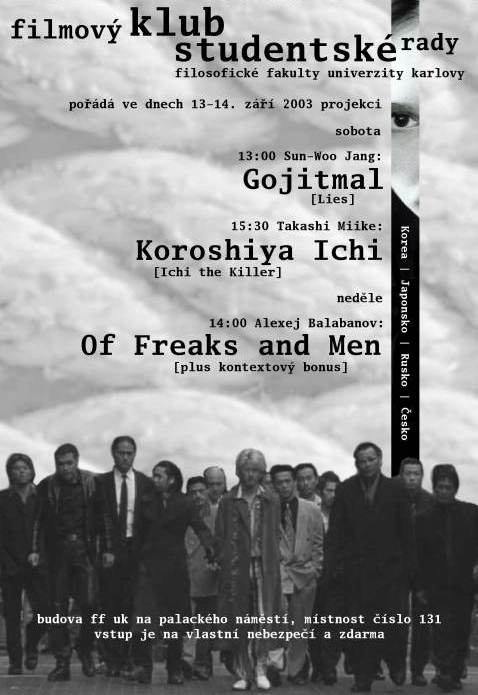 filmový klub
studentské rady
filosofické fakulty univerzity karlovy
pořádá ve dnech 13-14. září 2003 projekci
sobota
13:00 Sun-Woo Jang:
Gojitmal
[Lies]
15:30 Takashi Miike:
Koroshiya Ichi
[Ichi the Killer]
neděle
14:00 Alexej Balabanov:
Of Freaks and Men
[plus kontextový bonus]
Korea | Japonsko | Rusko | Česko
budova ff uk na palackého náměstí, místnost číslo 131
vstup je na vlastní nebezpečí a zdarma